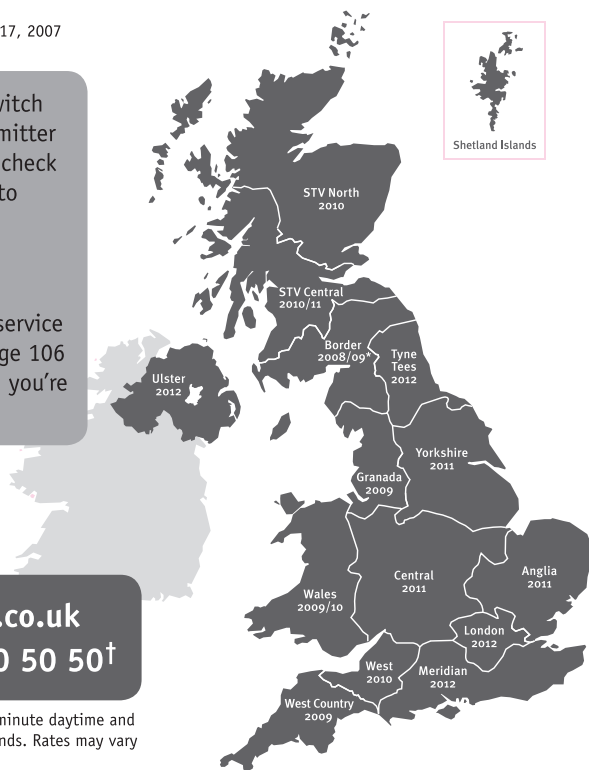 17, 2007
mitter
check
to
service
ge 106
you're
.co.uk
0 50 50†
minute daytime and
nds. Rates may vary
Shetland Islands
STV North
2010
STV Central
2010/11
Border
2008/09*
Tyne
Tees
2012
Ulster
2012
Granada
2009
Yorkshire
2011
Wales
2009/10
Central
2011
Anglia
2011
London
2012
West
2010
Meridian
2012
West Country
2009